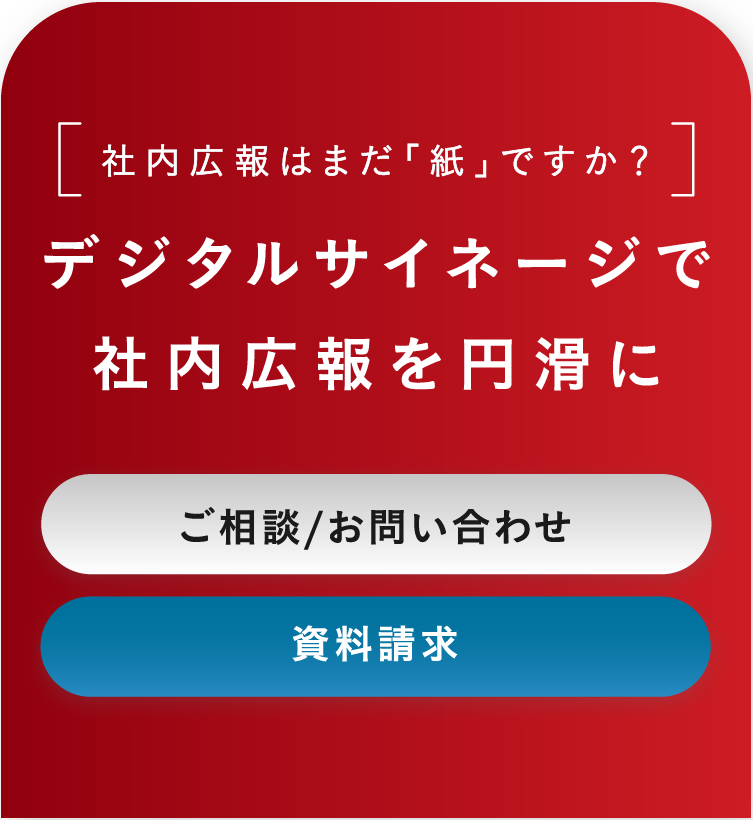 社内広報はまだ「紙」ですか？
デジタルサイネージで
社内広報を円滑に
ご相談/お問い合わせ
資料請求